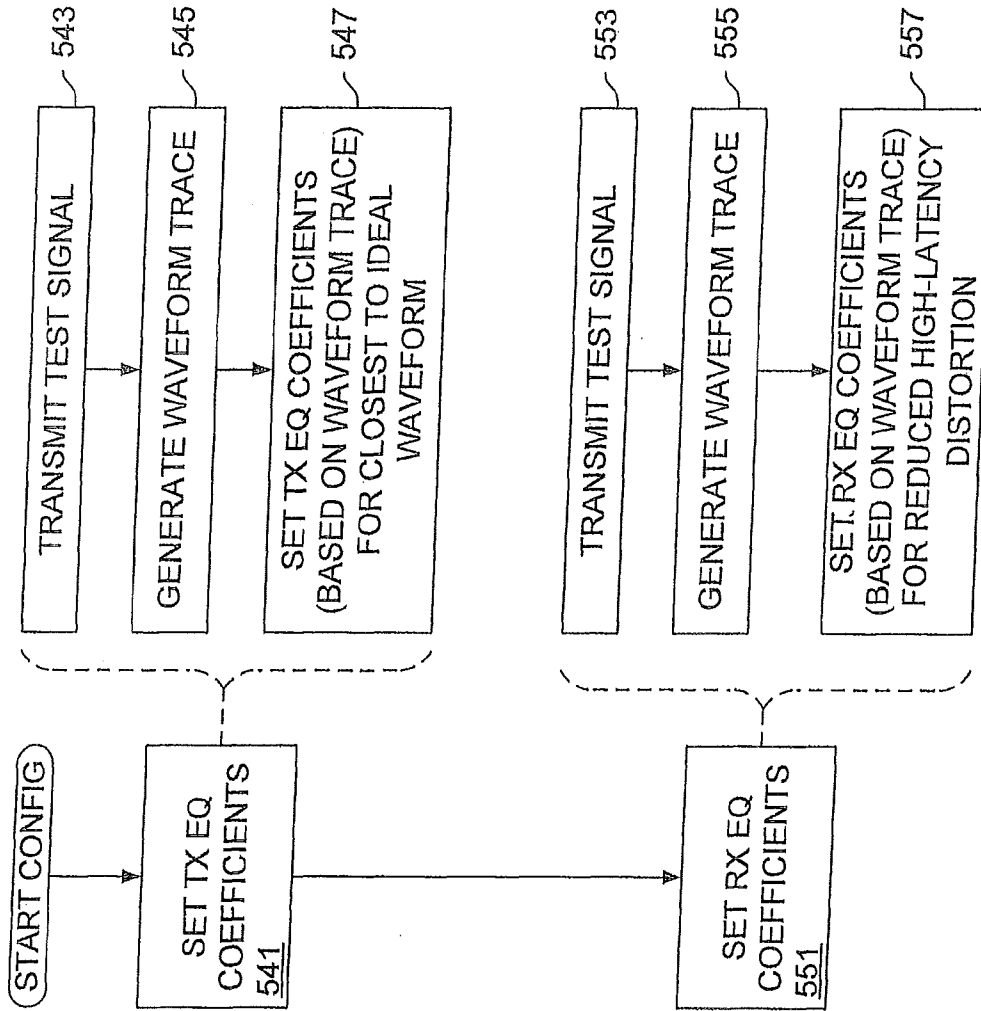 START CONFIG
SET TX EQ
COEFFICIENTS
541
TRANSMIT TEST SIGNAL
543
GENERATE WAVEFORM TRACE
545
SET TX EQ COEFFICIENTS
(BASED ON WAVEFORM TRACE)
FOR CLOSEST TO IDEAL
WAVEFORM
547
SET RX EQ
COEFFICIENTS
551
TRANSMIT TEST SIGNAL
553
GENERATE WAVEFORM TRACE
555
SET RX EQ COEFFICIENTS
(BASED ON WAVEFORM TRACE)
FOR REDUCED HIGH-LATENCY
DISTORTION
557